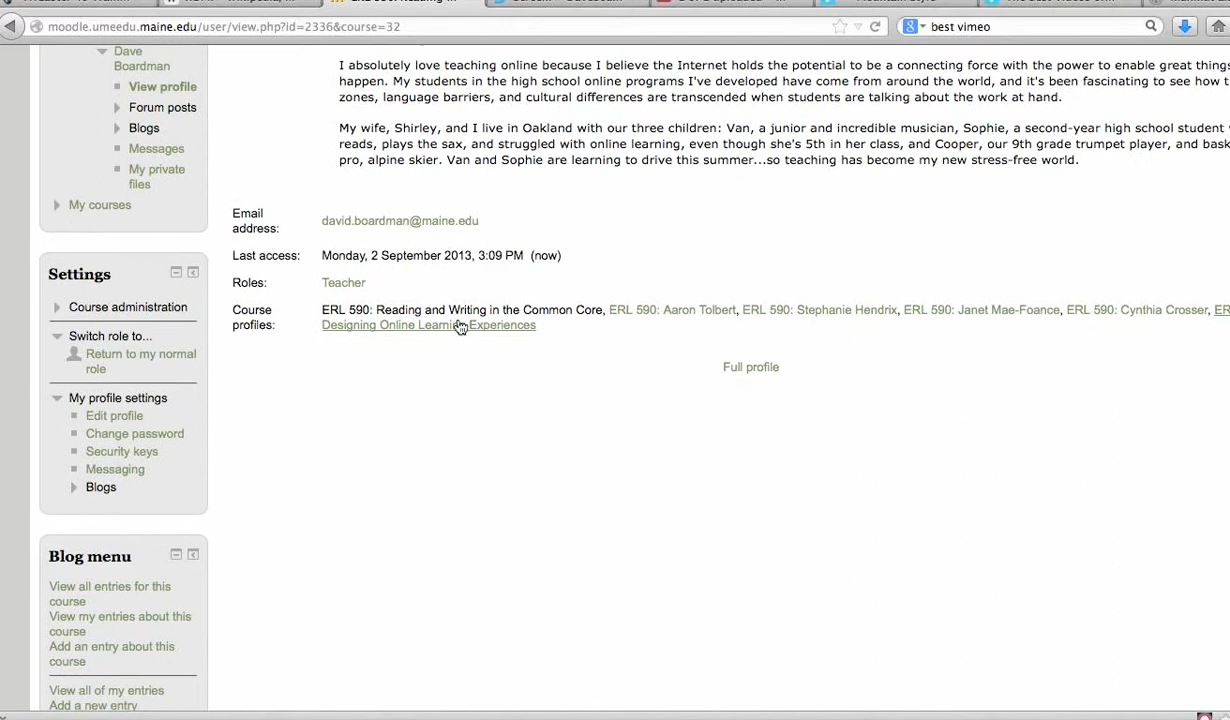 moodle.umeedu.maine.edu/user/view.php?id=2336&course=32
best vimeo
Dave
Boardman
View profile
Forum posts
Blogs
Messages
My private
files
My courses
Settings
Course administration
Switch role to...
Return to my normal
role
My profile settings
Edit profile
Change password
Security keys
Messaging
Blogs
Blog menu
View all entries for this
course
View my entries about this
course
Add an entry about this
course
View all of my entries
Add a new entry
I absolutely love teaching online because I believe the Internet holds the potential to be a connecting force with the power to enable great things
happen. My students in the high school online programs I've developed have come from around the world, and it's been fascinating to see how
zones, language barriers, and cultural differences are transcended when students are talking about the work at hand.
My wife, Shirley, and I live in Oakland with our three children: Van, a junior and incredible musician, Sophie, a second-year high school student
reads, plays the sax, and struggled with online learning, even though she's 5th in her class, and Cooper, our 9th grade trumpet player, and
pro, alpine skier. Van and Sophie are learning to drive this summer...so teaching has become my new stress-free world.
Email
address:
david.boardman@maine.edu
Last access:
Monday, 2 September 2013, 3:09 PM (now)
Roles:
Teacher
Course
profiles:
ERL 590: Reading and Writing in the Common Core, ERL 590: Aaron Tolbert, ERL 590: Stephanie Hendrix, ERL 590: Janet Mae-Foance, ERL 590: Cynthia Crosser,
Designing Online Learning Experiences
Full profile